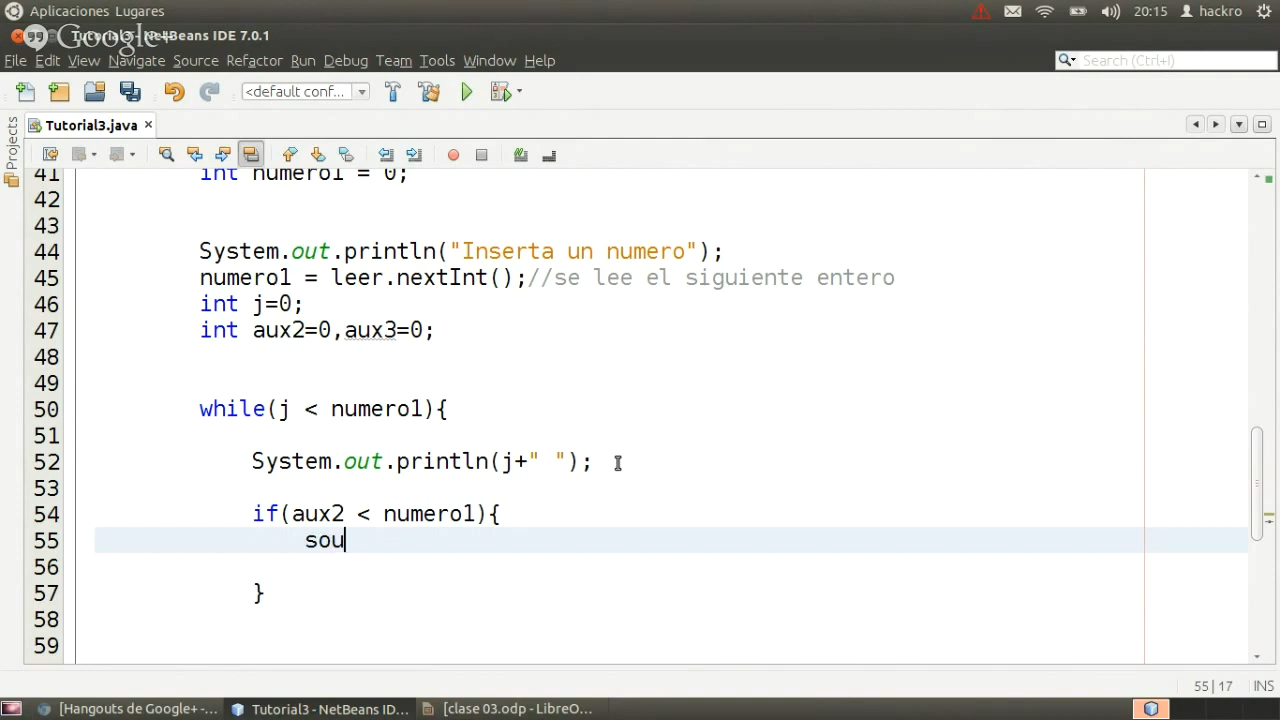 Aplicaciones Lugares
20:15 hackro
Google+
Tutorial3 - NetBeans IDE 7.0.1
File Edit View Navigate Source Refactor Run Debug Team Tools Window Help
Search (Ctrl+I)
<default conf...
Tutorial3.java
Projects
41 int numero1 = 0;
42
43
44 System.out.println("Inserta un numero");
45 numero1 = leer.nextInt();//se lee el siguiente entero
46 int j=0;
47 int aux2=0,aux3=0;
48
49
50 while(j < numero1){
51
52 System.out.println(j+" ");
53
54 if(aux2 < numero1){
55 sou
56
57 }
58
59
55|17 INS
[Hangouts de Google+ -... Tutorial3 - NetBeans ID... [clase 03.odp - LibreO...